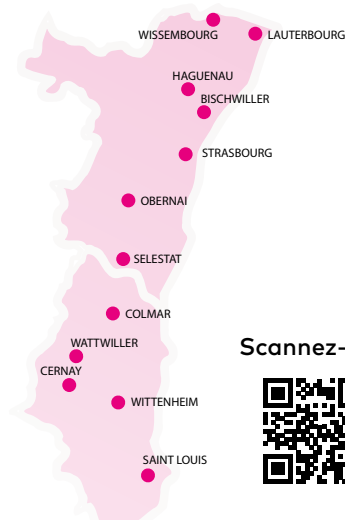 WISSEMBOURG
LAUTERBOURG
HAGUENAU
BISCHWILLER
STRASBOURG
OBERNAI
SELESTAT
COLMAR
WATTWILLER
Scannez-
CERNAY
WITTENHEIM
SAINT LOUIS